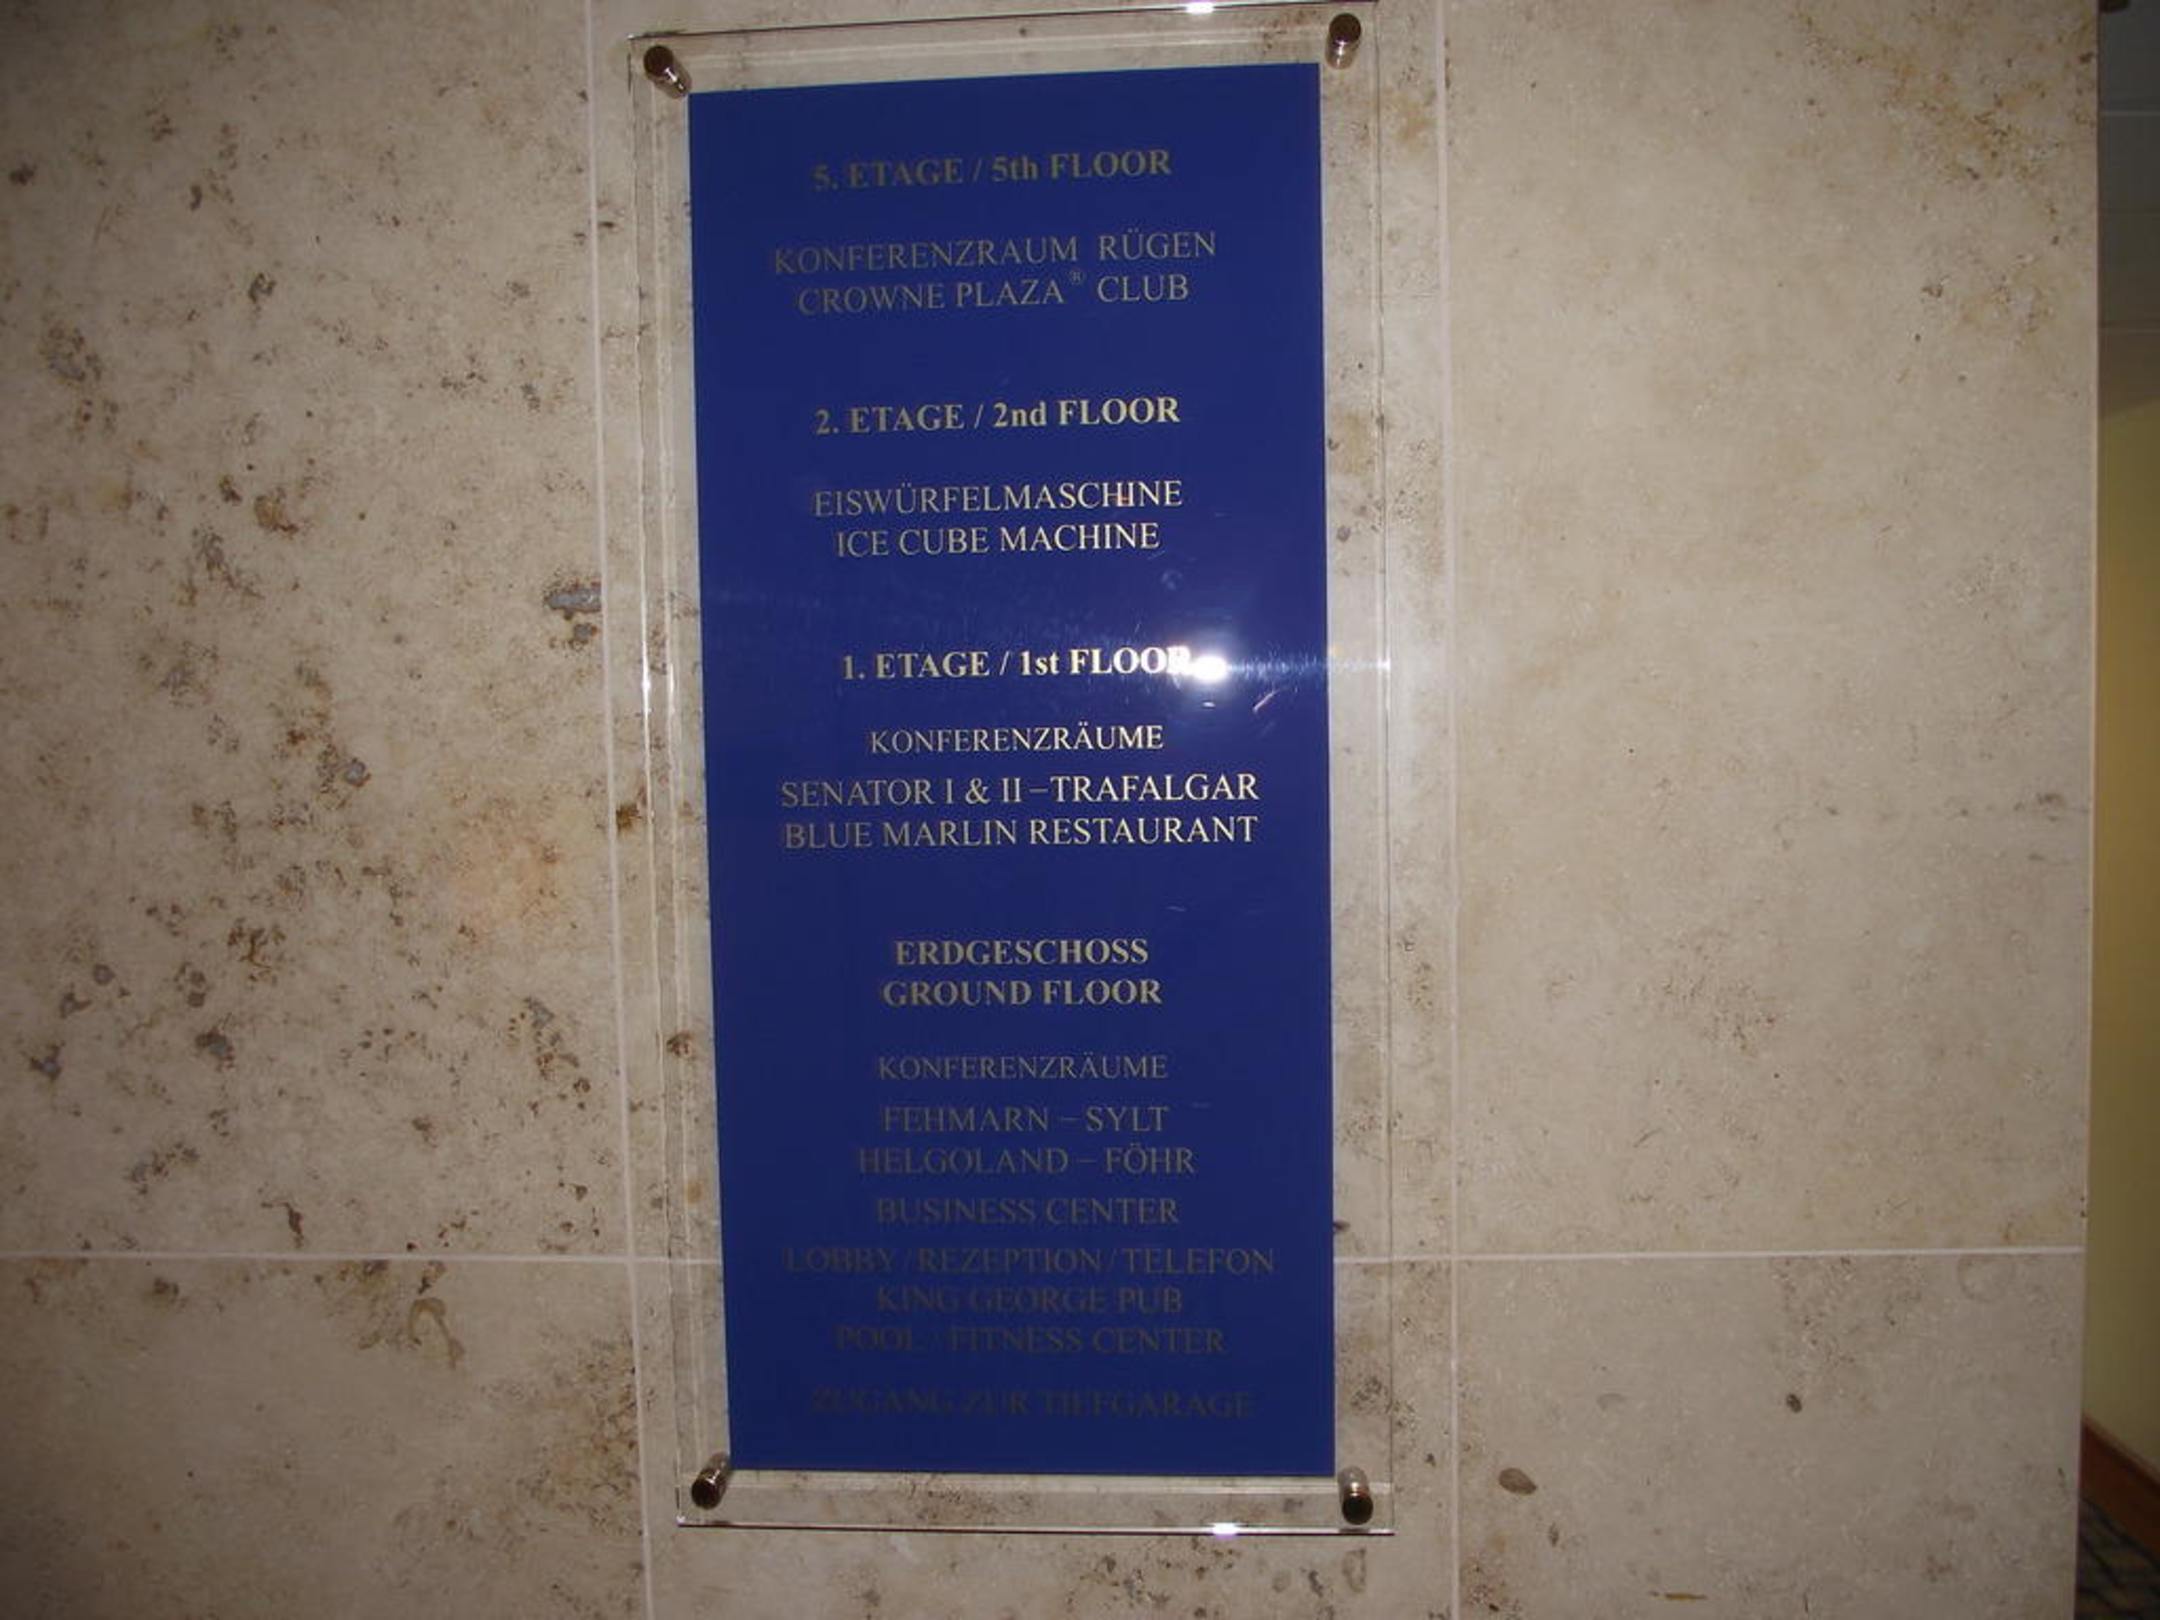 5. ETAGE / 5th FLOOR
KONFERENZRAUM RÜGEN
CROWNE PLAZA® CLUB
2. ETAGE / 2nd FLOOR
EISWÜRFELMASCHINE
ICE CUBE MACHINE
1. ETAGE / 1st FLOOR
KONFERENZRÄUME
SENATOR I & II – TRAFALGAR
BLUE MARLIN RESTAURANT
ERDGESCHOSS
GROUND FLOOR
KONFERENZRÄUME
FEHMARN – SYLT
HELGOLAND – FÖHR
BUSINESS CENTER
LOBBY / REZEPTION / TELEFON
KING GEORGE PUB
POOL / FITNESS CENTER
ZUGANG ZUR TIEFGARAGE